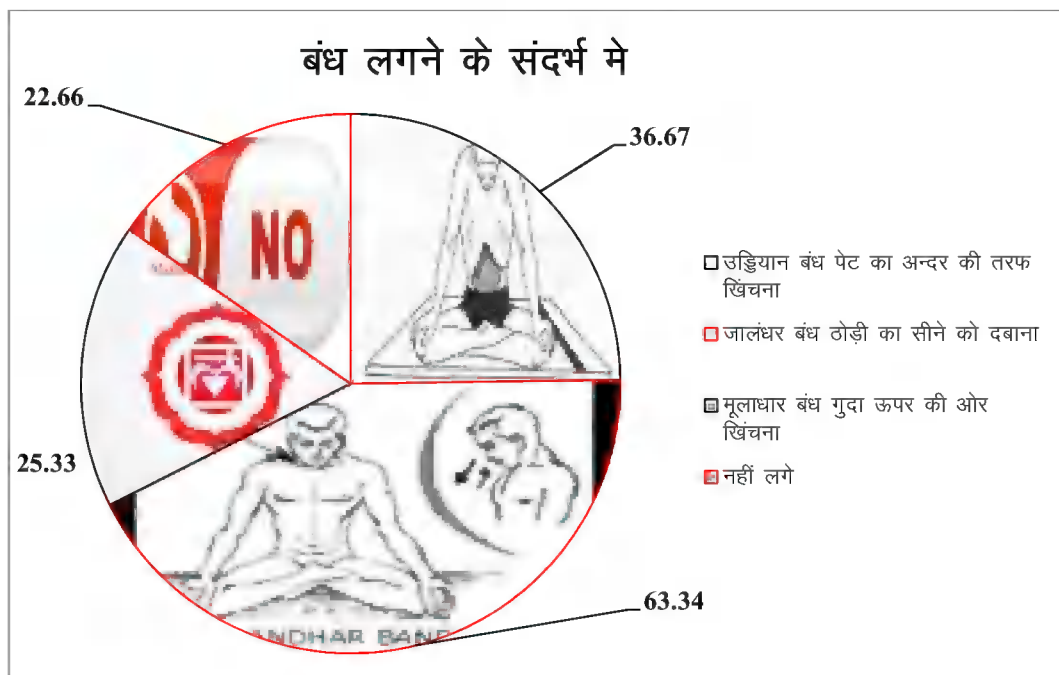 बंध लगने के संदर्भ मे
22.66
36.67
NO
उड्डियान बंध पेट का अन्दर की तरफ
खिंचना
जालंधर बंध ठोड़ी का सीने को दबाना
मूलाधार बंध गुदा ऊपर की ओर
खिंचना
नहीं लगे
25.33
63.34
ANDHAR BAND